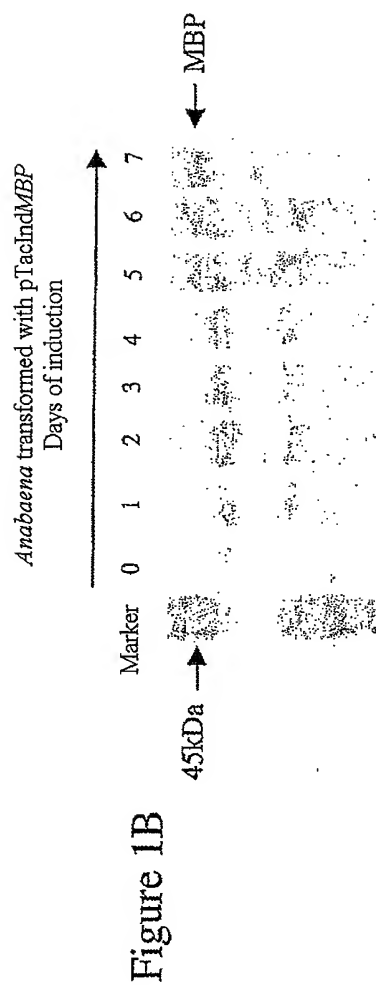 Figure 1B
Anabaena transformed with pTacIndMBP
Days of induction
Marker 0 1 2 3 4 5 6 7
45kDa
MBP